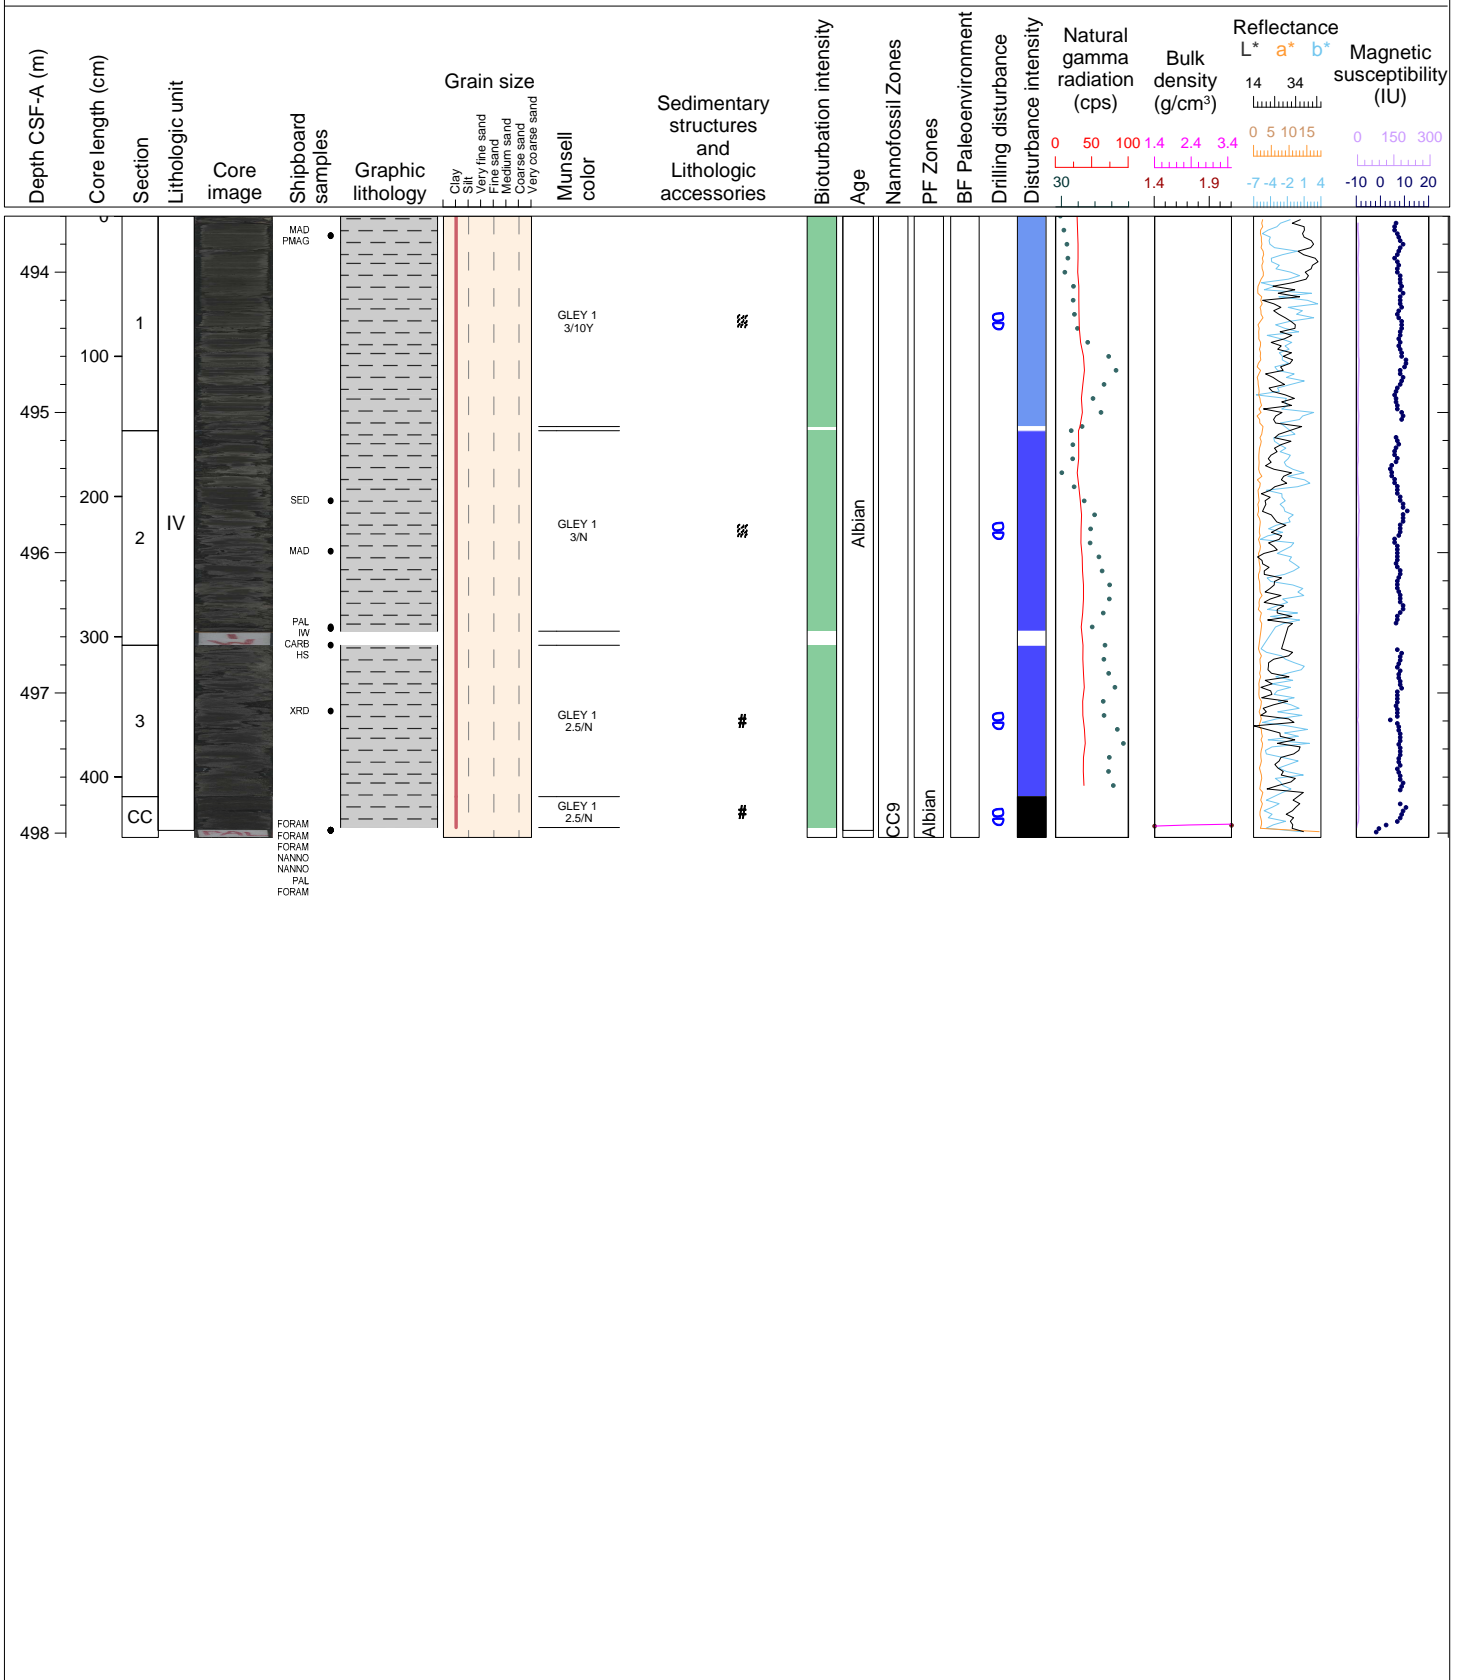 Depth CSF-A (m)
Core length (cm)
Section
Lithologic unit
Core
image
Shipboard
samples
Graphic
lithology
Grain size
Clay
Silt
Very fine sand
Fine sand
Medium sand
Coarse sand
Very coarse sand
Munsell
color
Sedimentary
structures
and
Lithologic
accessories
Bioturbation intensity
Age
Nannofossil Zones
PF Zones
BF Paleoenvironment
Drilling disturbance
Disturbance intensity
Natural
gamma
radiation
(cps)
0 50 100
30
Bulk
density
(g/cm³)
1.4 2.4 3.4
1.4 1.9
Reflectance
L* a* b*
14 34
0 5 10 15
-7 -4 -2 1 4
Magnetic
susceptibility
(IU)
0 150 300
-10 0 10 20
494
495
496
497
498
0
100
200
300
400
1
2
3
CC
IV
MAD
PMAG
SED
MAD
PAL
IW
CARB
HS
XRD
FORAM
FORAM
FORAM
NANNO
NANNO
PAL
FORAM
GLEY 1
3/10Y
GLEY 1
3/N
GLEY 1
2.5/N
GLEY 1
2.5/N
Albian
CC9
Albian